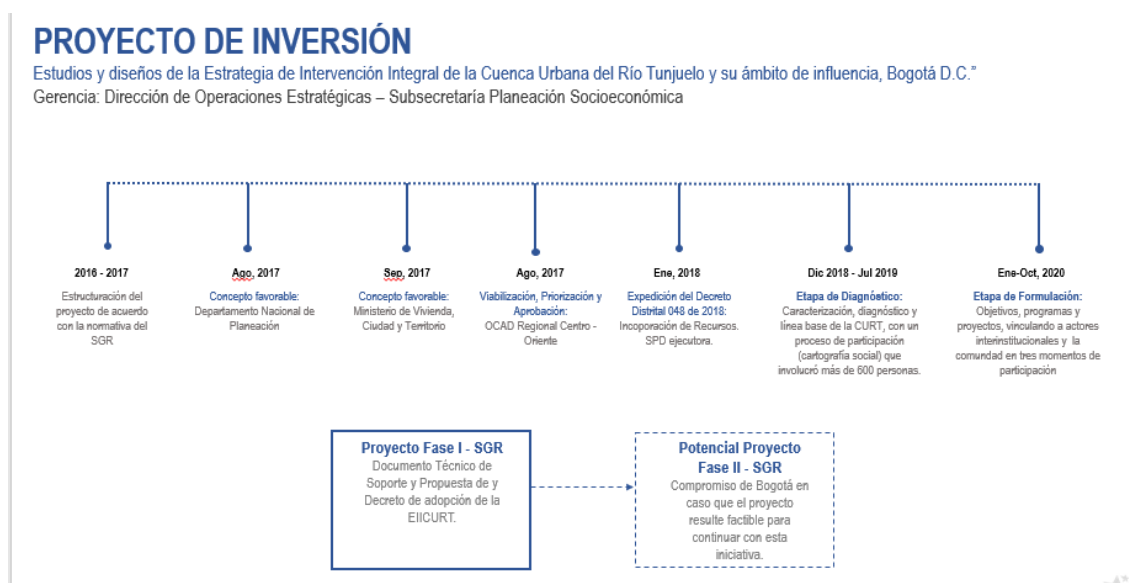 PROYECTO DE INVERSIÓN
Estudios y diseños de la Estrategia de Intervención Integral de la Cuenca Urbana del Río Tunjuelo y su ámbito de influencia, Bogotá D.C.”
Gerencia: Dirección de Operaciones Estratégicas – Subsecretaría Planeación Socioeconómica
2016 - 2017
Estructuración del
proyecto de acuerdo
con la normativa del
SGR
Ago, 2017
Concepto favorable:
Departamento Nacional de
Planeación
Sep, 2017
Concepto favorable:
Ministerio de Vivienda,
Ciudad y Territorio
Ago, 2017
Viabilización, Priorización y
Aprobación:
OCAD Regional Centro -
Oriente
Ene, 2018
Expedición del Decreto
Distrital 048 de 2018:
Incoporación de Recursos.
SPD ejecutora.
Dic 2018 - Jul 2019
Etapa de Diagnóstico:
Caracterización, diagnóstico y
línea base de la CURT, con un
proceso de participación
(cartografía social) que
involucró más de 600 personas.
Ene-Oct, 2020
Etapa de Formulación:
Objetivos, programas y
proyectos, vinculando a actores
interinstitucionales y la
comunidad en tres momentos de
participación
Proyecto Fase I - SGR
Documento Técnico de
Soporte y Propuesta de y
Decreto de adopción de la
EIICURT.
Potencial Proyecto
Fase II - SGR
Compromiso de Bogotá en
caso que el proyecto
resulte factible para
continuar con esta
iniciativa.